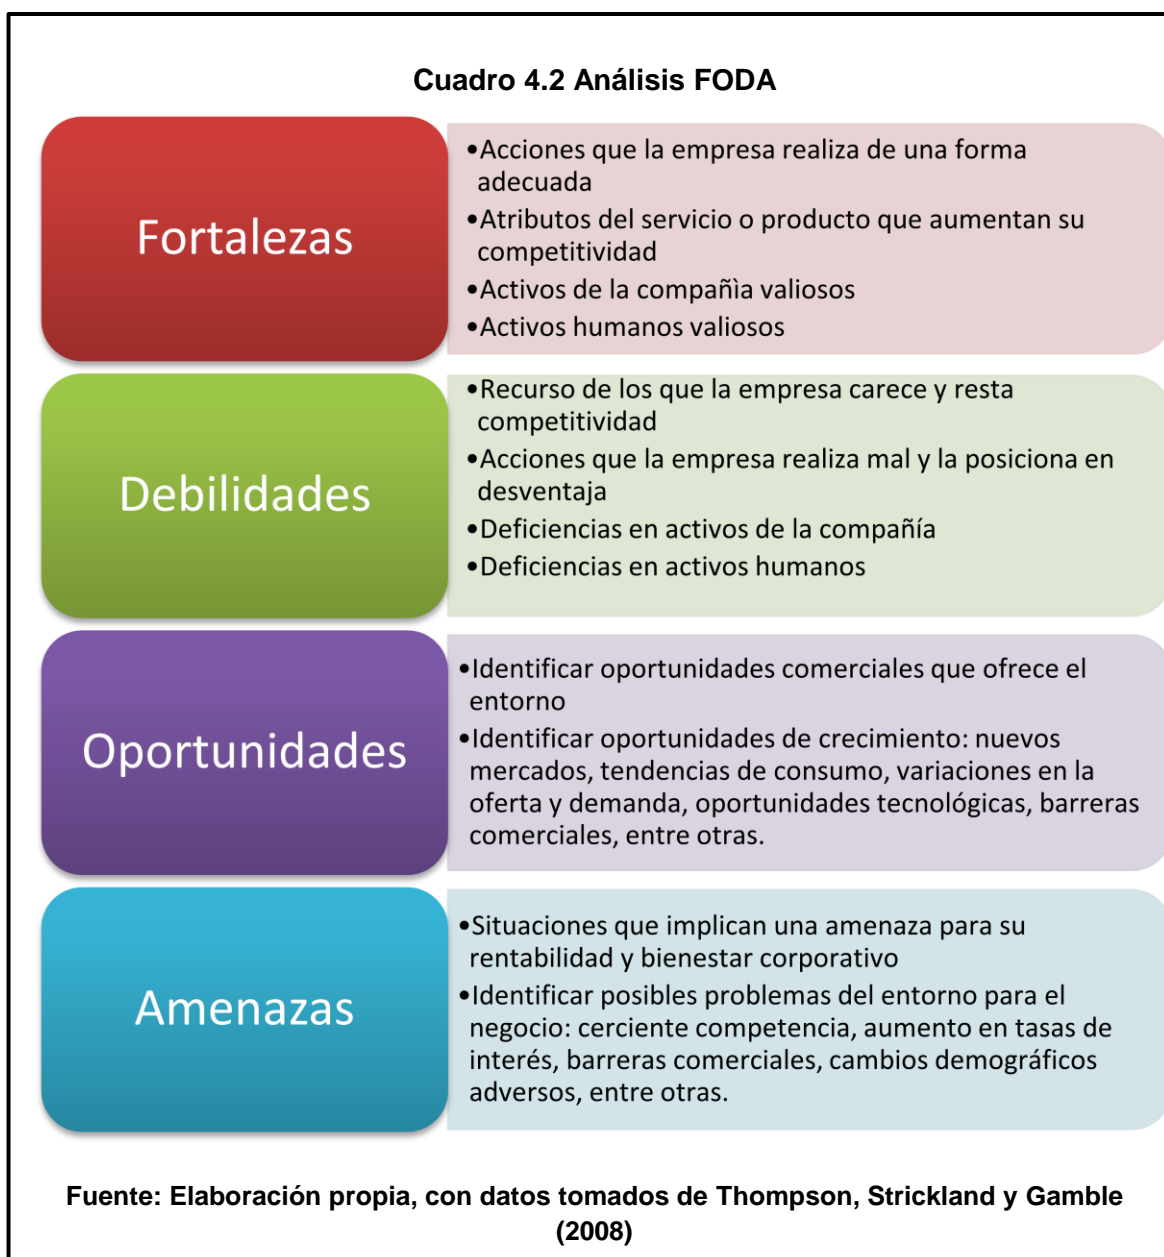 Cuadro 4.2 Análisis FODA
Fortalezas
•Acciones que la empresa realiza de una forma
adecuada
•Atributos del servicio o producto que aumentan su
competitividad
•Activos de la compañìa valiosos
•Activos humanos valiosos
Debilidades
•Recurso de los que la empresa carece y resta
competitividad
•Acciones que la empresa realiza mal y la posiciona en
desventaja
•Deficiencias en activos de la compañía
•Deficiencias en activos humanos
Oportunidades
•Identificar oportunidades comerciales que ofrece el
entorno
•Identificar oportunidades de crecimiento: nuevos
mercados, tendencias de consumo, variaciones en la
oferta y demanda, oportunidades tecnológicas, barreras
comerciales, entre otras.
Amenazas
•Situaciones que implican una amenaza para su
rentabilidad y bienestar corporativo
•Identificar posibles problemas del entorno para el
negocio: cerciente competencia, aumento en tasas de
interés, barreras comerciales, cambios demográficos
adversos, entre otras.
Fuente: Elaboración propia, con datos tomados de Thompson, Strickland y Gamble
(2008)